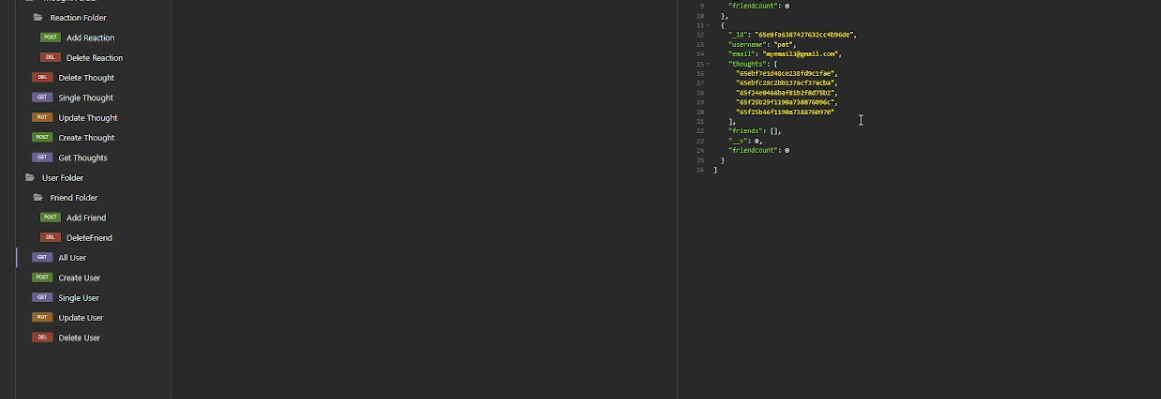 Reaction Folder
POST Add Reaction
DEL Delete Reaction
DEL Delete Thought
GET Single Thought
PUT Update Thought
POST Create Thought
GET Get Thoughts
User Folder
Friend Folder
POST Add Friend
DEL DeleteFriend
GET All User
POST Create User
GET Single User
PUT Update User
DEL Delete User
9 "friendcount": 0
10 },
11 {
12 "_id": "65e0fa6387427632cc4b96de",
13 "username": "pat",
14 "email": "myemail3@gmail.com",
15 "thoughts": [
16 "65ebf7e1d48ce238fd9c1fae",
17 "65ebfc28c2bb137acf37acba",
18 "65f24e0466baf81b2f8d75b2",
19 "65f25b29f1190a738876096c",
20 "65f25b46f1190a7388760970"
21 ],
22 "friends": [],
23 "__v": 0,
24 "friendcount": 0
25 }
26 ]